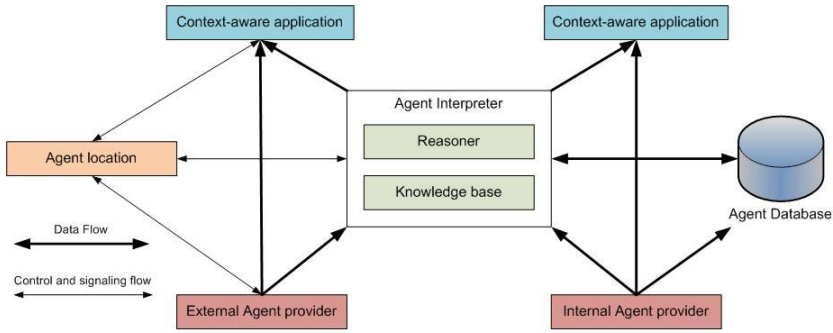 Context-aware application
Context-aware application
Agent Interpreter
Reasoner
Agent location
Knowledge base
Agent Database
Data Flow
Control and signaling flow
External Agent provider
Internal Agent provider